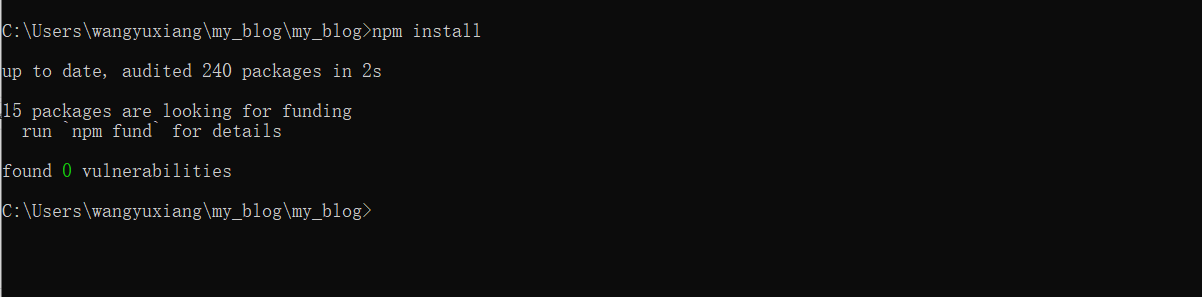 C:\Users\wangyuxiang\my_blog\my_blog>npm install
up to date, audited 240 packages in 2s
15 packages are looking for funding
  run `npm fund` for details
found 0 vulnerabilities
C:\Users\wangyuxiang\my_blog\my_blog>